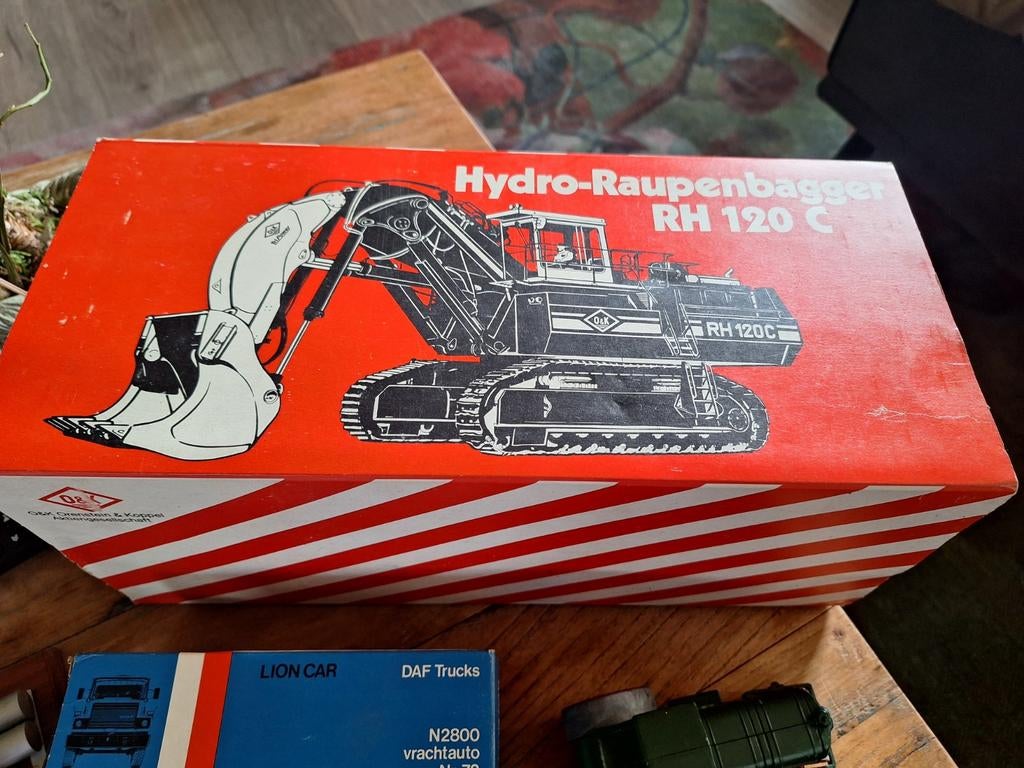 Hydro-Raupenbagger
RH 120 C
O&K
O&K
RH 120C
O&K
O&K Orenstein & Koppel
Aktiengesellschaft
LION CAR
DAF Trucks
N2800
vrachtauto